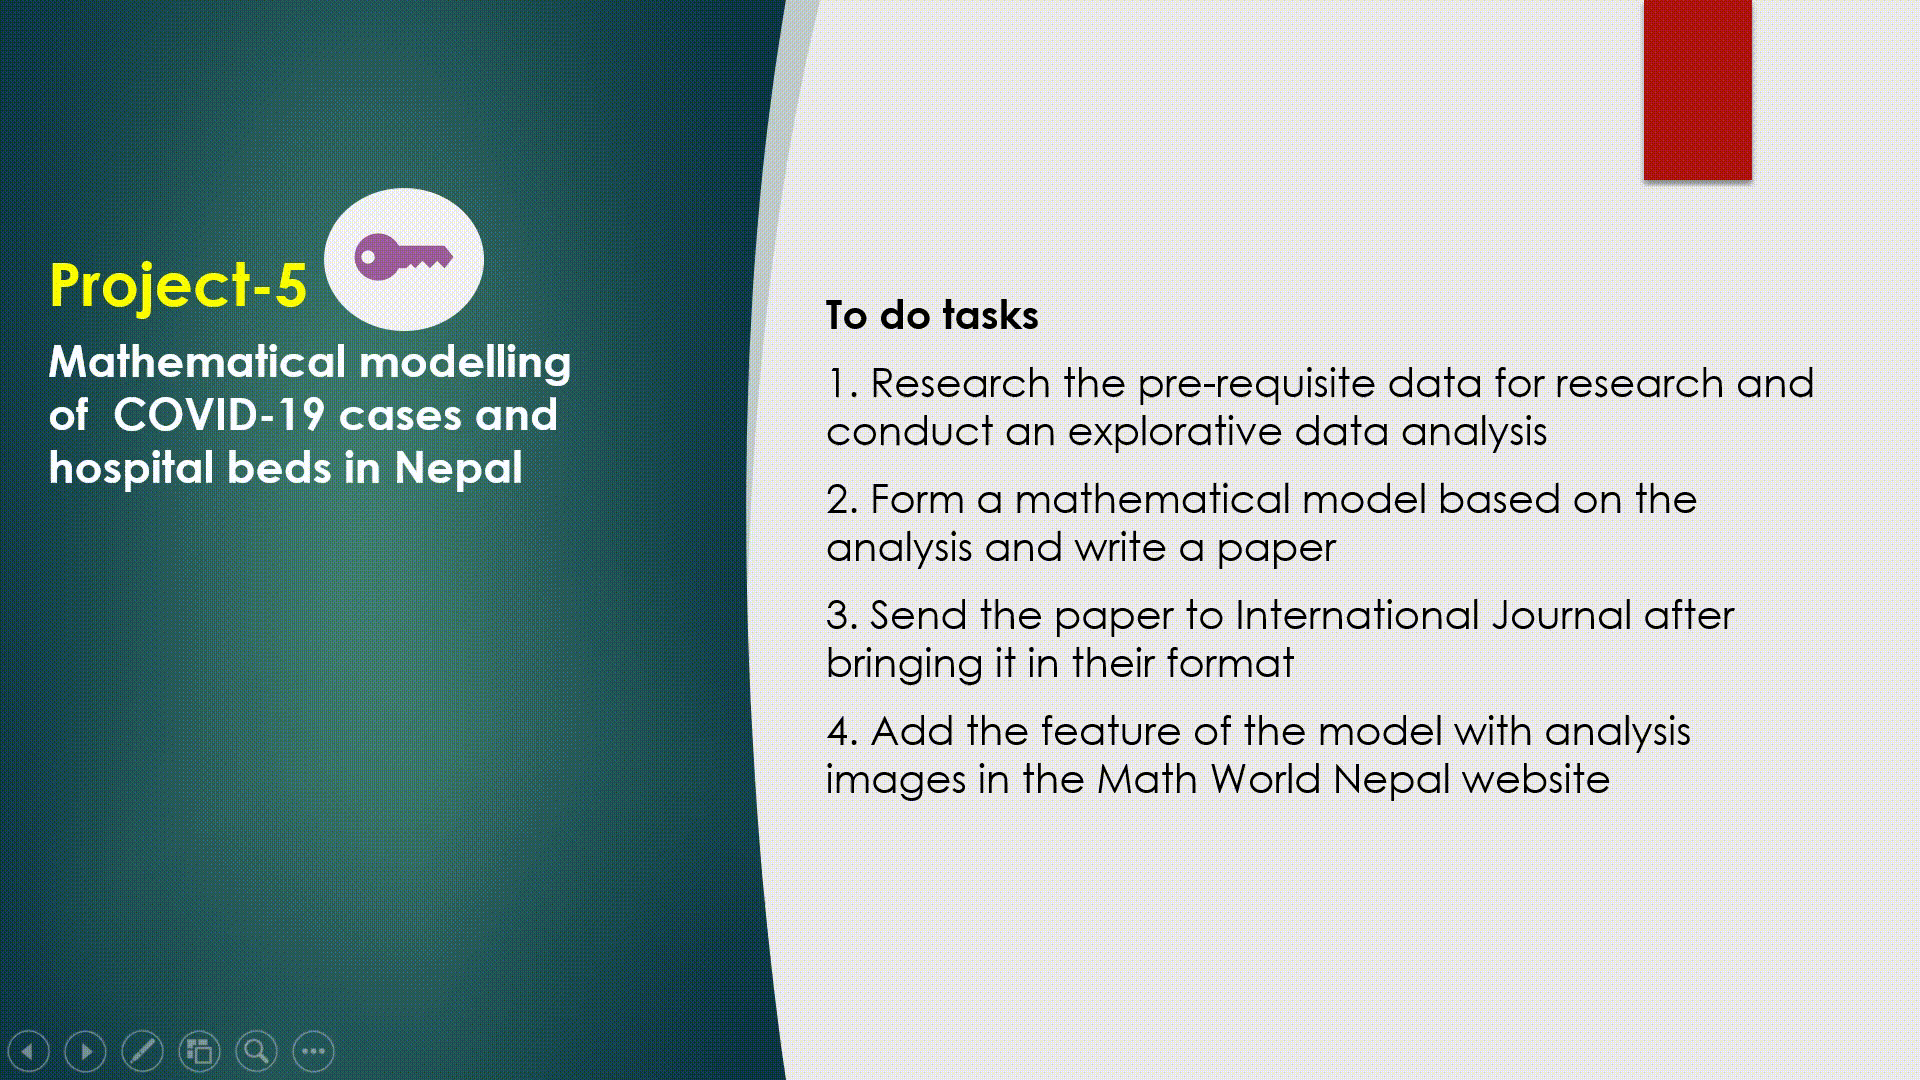 Project-5
Mathematical modelling
of  COVID-19 cases and
hospital beds in Nepal
To do tasks
1. Research the pre-requisite data for research and
conduct an explorative data analysis
2. Form a mathematical model based on the
analysis and write a paper
3. Send the paper to International Journal after
bringing it in their format
4. Add the feature of the model with analysis
images in the Math World Nepal website